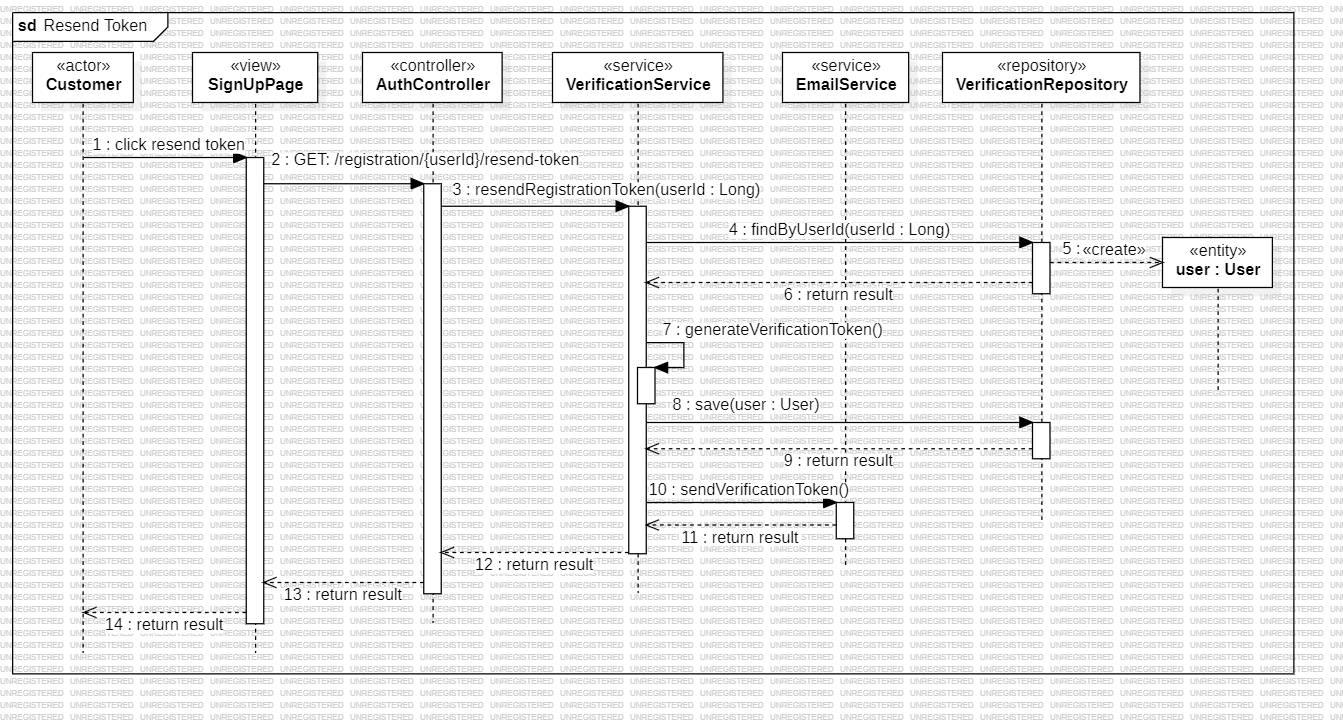 sd Resend Token
«actor»
Customer
«view»
SignUpPage
«controller»
AuthController
«service»
VerificationService
«service»
EmailService
«repository»
VerificationRepository
1 : click resend token
2 : GET: /registration/{userId}/resend-token
3 : resendRegistrationToken(userId : Long)
4 : findByUserId(userId : Long)
5 : «create»
«entity»
user : User
6 : return result
7 : generateVerificationToken()
8 : save(user : User)
9 : return result
10 : sendVerificationToken()
11 : return result
12 : return result
13 : return result
14 : return result
UNREGISTERED